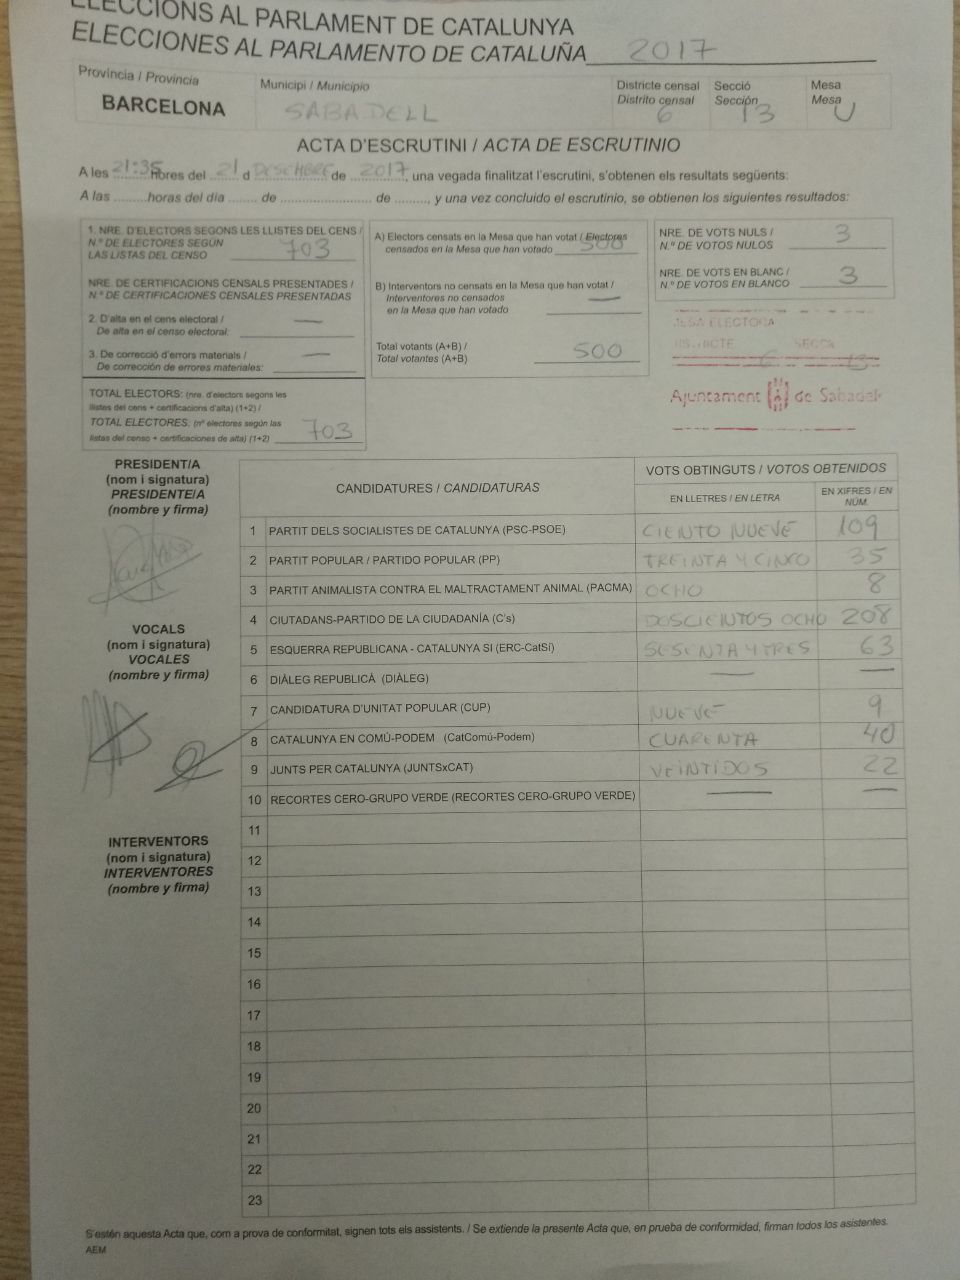 ELECCIONS AL PARLAMENT DE CATALUNYA
ELECCIONES AL PARLAMENTO DE CATALUÑA 2017
Província / Provincia
BARCELONA
Municipi / Municipio
SABADELL
Districte censal
Distrito censal
6
Secció
Sección
13
Mesa
Mesa
U
ACTA D'ESCRUTINI / ACTA DE ESCRUTINIO
A les 21:35 hores del 21 d DESEMBRE de 2017, una vegada finalitzat l'escrutini, s'obtenen els resultats següents:
A las ......... horas del día ....... de ....................... de ........, y una vez concluido el escrutinio, se obtienen los siguientes resultados:
1. NRE. D'ELECTORS SEGONS LES LLISTES DEL CENS /
N.º DE ELECTORES SEGÚN
LAS LISTAS DEL CENSO 703
NRE. DE CERTIFICACIONS CENSALS PRESENTADES /
N.º DE CERTIFICACIONES CENSALES PRESENTADAS
2. D'alta en el cens electoral / —
De alta en el censo electoral:
3. De correcció d'errors materials / —
De corrección de errores materiales:
TOTAL ELECTORS: (nre. d'electors segons les
llistes del cens + certificacions d'alta) (1+2) /
TOTAL ELECTORES: (nº electores según las
listas del censo + certificaciones de alta) (1+2) 703
A) Electors censats en la Mesa que han votat / Electores
censados en la Mesa que han votado 500
B) Interventors no censats en la Mesa que han votat /
Interventores no censados —
en la Mesa que han votado
Total votants (A+B) /
Total votantes (A+B) 500
NRE. DE VOTS NULS /
N.º DE VOTOS NULOS 3
NRE. DE VOTS EN BLANC /
N.º DE VOTOS EN BLANCO 3
6 13
Ajuntament de Sabadell
PRESIDENT/A
(nom i signatura)
PRESIDENTE/A
(nombre y firma)
VOCALS
(nom i signatura)
VOCALES
(nombre y firma)
INTERVENTORS
(nom i signatura)
INTERVENTORES
(nombre y firma)
CANDIDATURES / CANDIDATURAS
VOTS OBTINGUTS / VOTOS OBTENIDOS
EN LLETRES / EN LETRA
EN XIFRES / EN NÚM.
1 PARTIT DELS SOCIALISTES DE CATALUNYA (PSC-PSOE) CIENTO NUEVE 109
2 PARTIT POPULAR / PARTIDO POPULAR (PP) TREINTA Y CINCO 35
3 PARTIT ANIMALISTA CONTRA EL MALTRACTAMENT ANIMAL (PACMA) OCHO 8
4 CIUTADANS-PARTIDO DE LA CIUDADANÍA (C's) DOSCIENTOS OCHO 208
5 ESQUERRA REPUBLICANA - CATALUNYA SÍ (ERC-CatSí) SESENTA Y TRES 63
6 DIÀLEG REPUBLICÀ (DIÀLEG) — —
7 CANDIDATURA D'UNITAT POPULAR (CUP) NUEVE 9
8 CATALUNYA EN COMÚ-PODEM (CatComú-Podem) CUARENTA 40
9 JUNTS PER CATALUNYA (JUNTSxCAT) VEINTIDOS 22
10 RECORTES CERO-GRUPO VERDE (RECORTES CERO-GRUPO VERDE) — —
11
12
13
14
15
16
17
18
19
20
21
22
23
S'estén aquesta Acta que, com a prova de conformitat, signen tots els assistents. / Se extiende la presente Acta que, en prueba de conformidad, firman todos los asistentes.
AEM